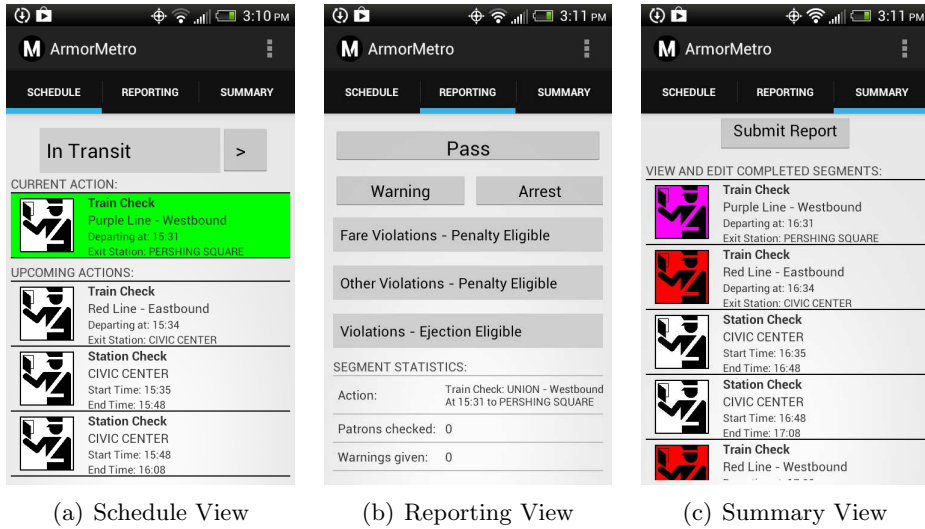 3:10 PM
M ArmorMetro
SCHEDULE REPORTING SUMMARY
In Transit >
CURRENT ACTION:
Train Check
Purple Line - Westbound
Departing at: 15:31
Exit Station: PERSHING SQUARE
UPCOMING ACTIONS:
Train Check
Red Line - Eastbound
Departing at: 15:34
Exit Station: CIVIC CENTER
Station Check
CIVIC CENTER
Start Time: 15:35
End Time: 15:48
Station Check
CIVIC CENTER
Start Time: 15:48
End Time: 16:08
(a) Schedule View
3:11 PM
M ArmorMetro
SCHEDULE REPORTING SUMMARY
Pass
Warning Arrest
Fare Violations - Penalty Eligible
Other Violations - Penalty Eligible
Violations - Ejection Eligible
SEGMENT STATISTICS:
Action: Train Check: UNION - Westbound
At 15:31 to PERSHING SQUARE
Patrons checked: 0
Warnings given: 0
(b) Reporting View
3:11 PM
M ArmorMetro
SCHEDULE REPORTING SUMMARY
Submit Report
VIEW AND EDIT COMPLETED SEGMENTS:
Train Check
Purple Line - Westbound
Departing at: 16:31
Exit Station: PERSHING SQUARE
Train Check
Red Line - Eastbound
Departing at: 16:34
Exit Station: CIVIC CENTER
Station Check
CIVIC CENTER
Start Time: 16:35
End Time: 16:48
Station Check
CIVIC CENTER
Start Time: 16:48
End Time: 17:08
Train Check
Red Line - Westbound
(c) Summary View